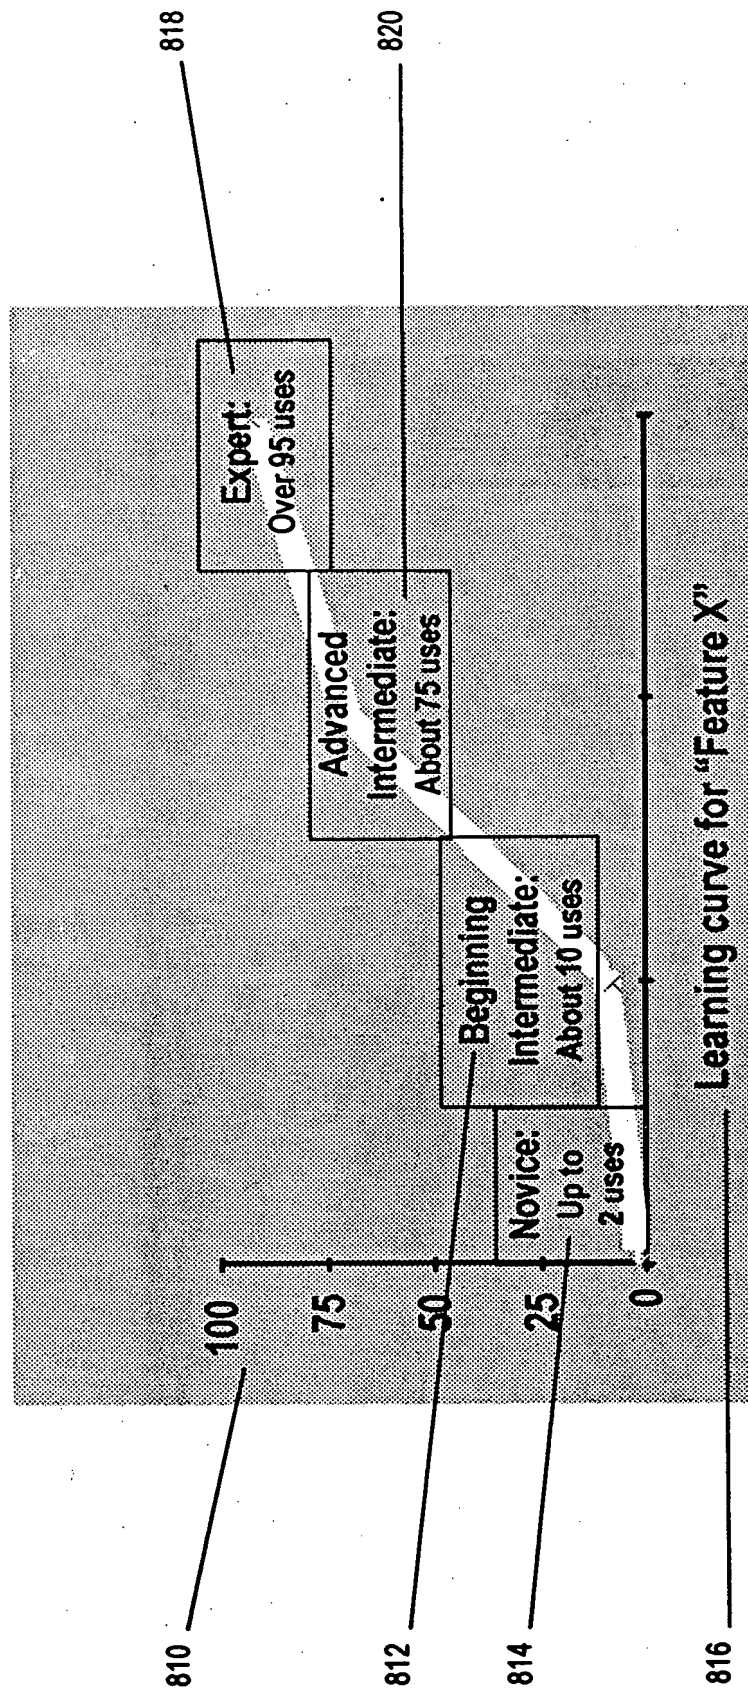 818
820
Expert:
Over 95 uses
Advanced
Intermediate:
About 75 uses
Beginning
Intermediate:
About 10 uses
Novice:
Up to
2 uses
100
75
50
25
0
Learning curve for “Feature X”
810
812
814
816